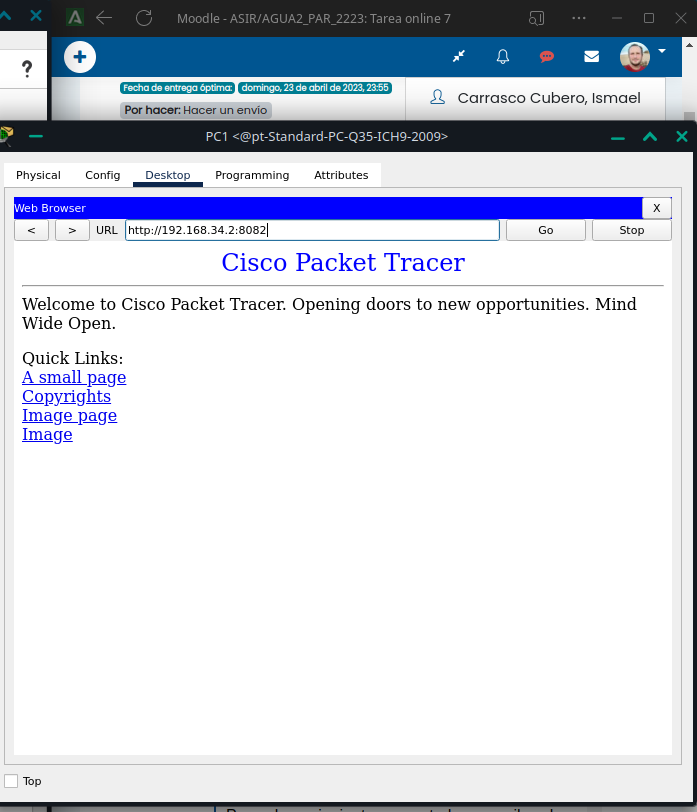 Moodle - ASIR/AGUA2_PAR_2223: Tarea online 7
?
Fecha de entrega óptima: domingo, 23 de abril de 2023, 23:55
Por hacer: Hacer un envío
Carrasco Cubero, Ismael
PC1 <@pt-Standard-PC-Q35-ICH9-2009>
Physical Config Desktop Programming Attributes
Web Browser X
< > URL http://192.168.34.2:8082 Go Stop
Cisco Packet Tracer
Welcome to Cisco Packet Tracer. Opening doors to new opportunities. Mind
Wide Open.
Quick Links:
A small page
Copyrights
Image page
Image
Top